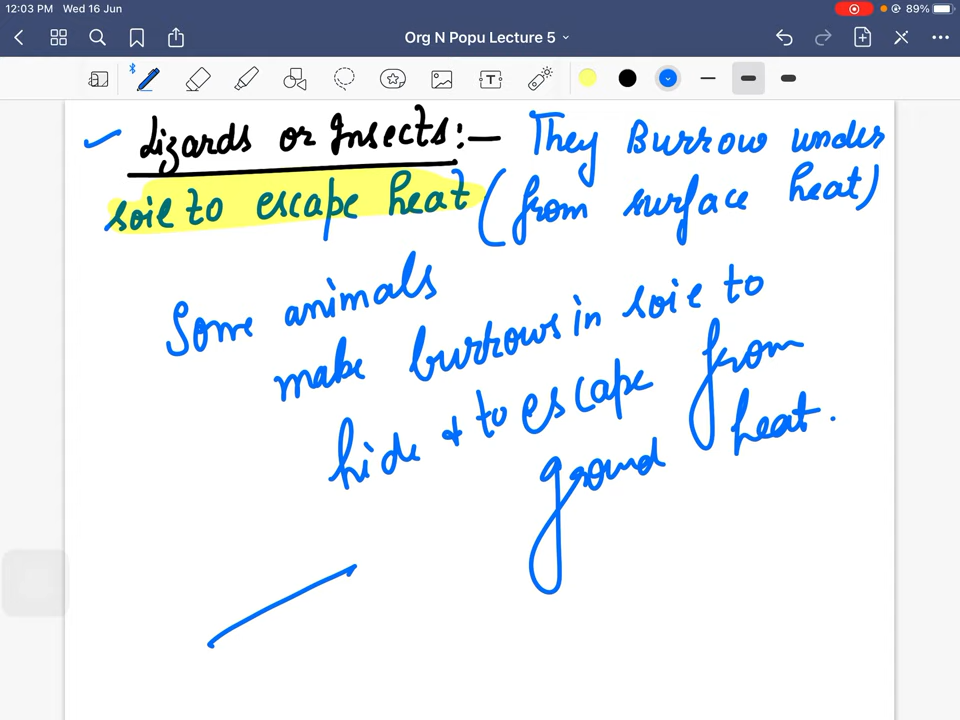 12:03 PM Wed 16 Jun
89%
Org N Popu Lecture 5
Lizards or Insects:— They Burrow under
soil to escape heat (from surface heat)
Some animals
make burrows in soil to
hide & to escape from
ground heat.